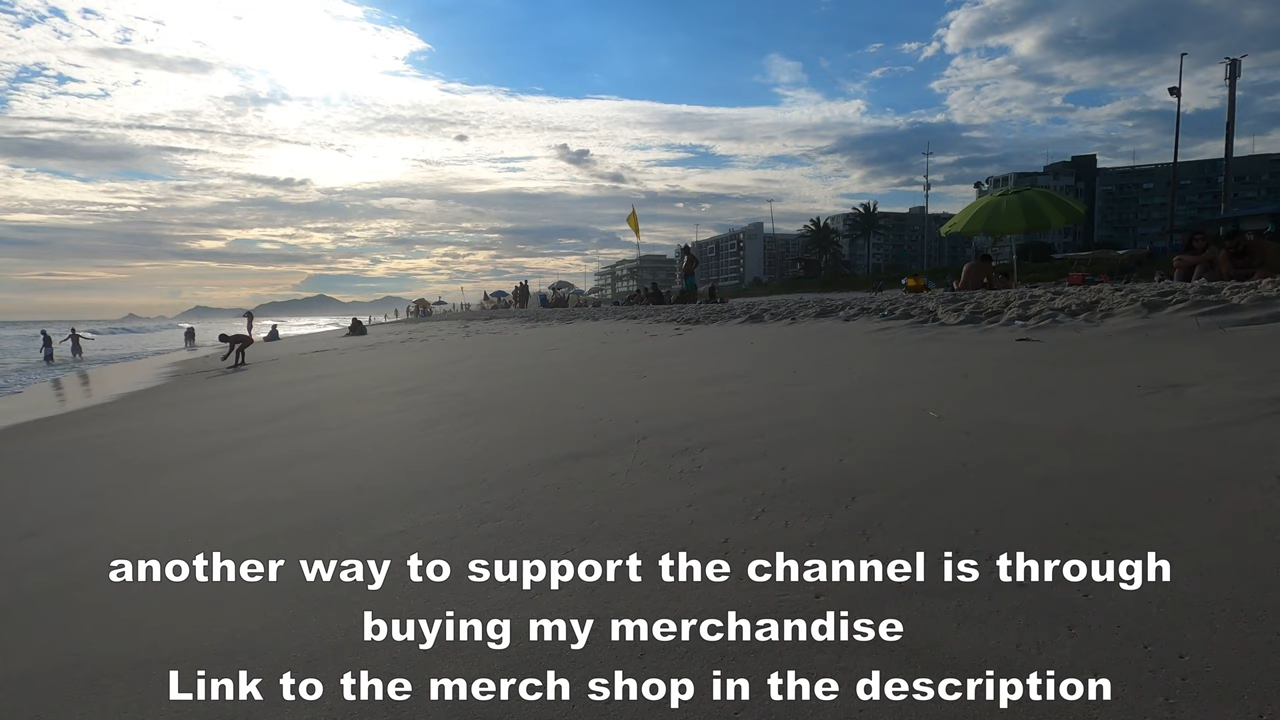 another way to support the channel is through
buying my merchandise
Link to the merch shop in the description